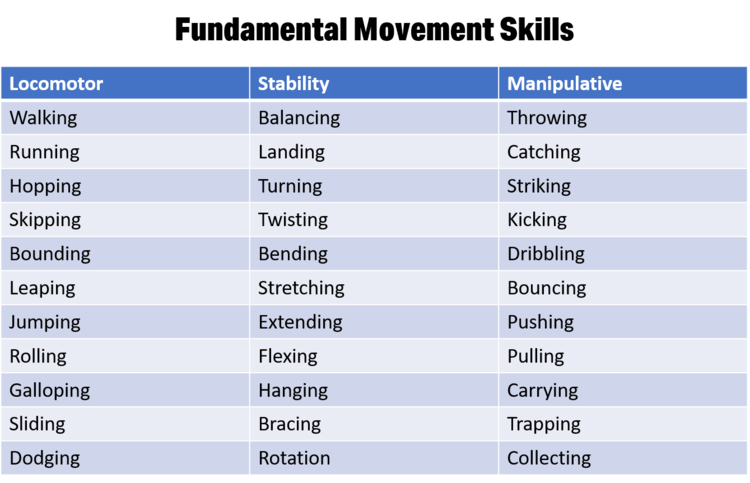 Fundamental Movement Skills
Locomotor Stability Manipulative
Walking Balancing Throwing
Running Landing Catching
Hopping Turning Striking
Skipping Twisting Kicking
Bounding Bending Dribbling
Leaping Stretching Bouncing
Jumping Extending Pushing
Rolling Flexing Pulling
Galloping Hanging Carrying
Sliding Bracing Trapping
Dodging Rotation Collecting